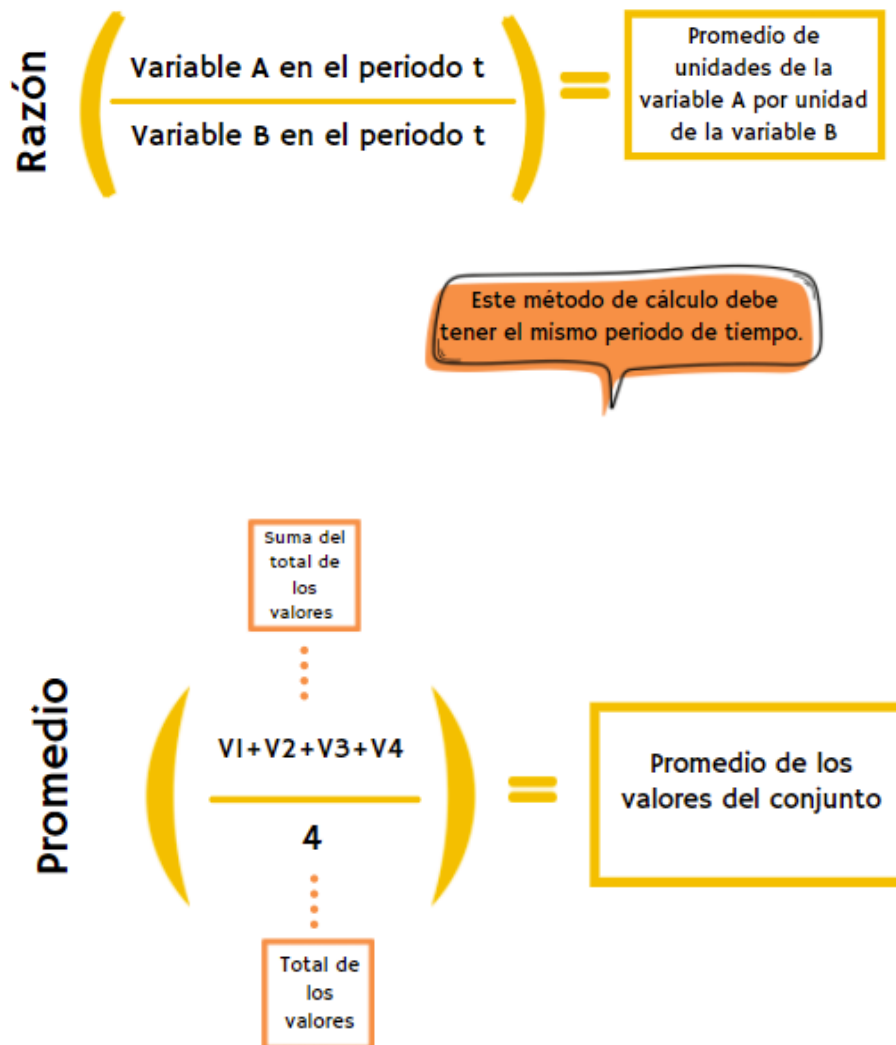 Razón
Variable A en el periodo t
Variable B en el periodo t
=
Promedio de
unidades de la
variable A por unidad
de la variable B
Este método de cálculo debe
tener el mismo periodo de tiempo.
Suma del
total de
los
valores
Promedio
V1+V2+V3+V4
4
=
Promedio de los
valores del conjunto
Total de
los
valores